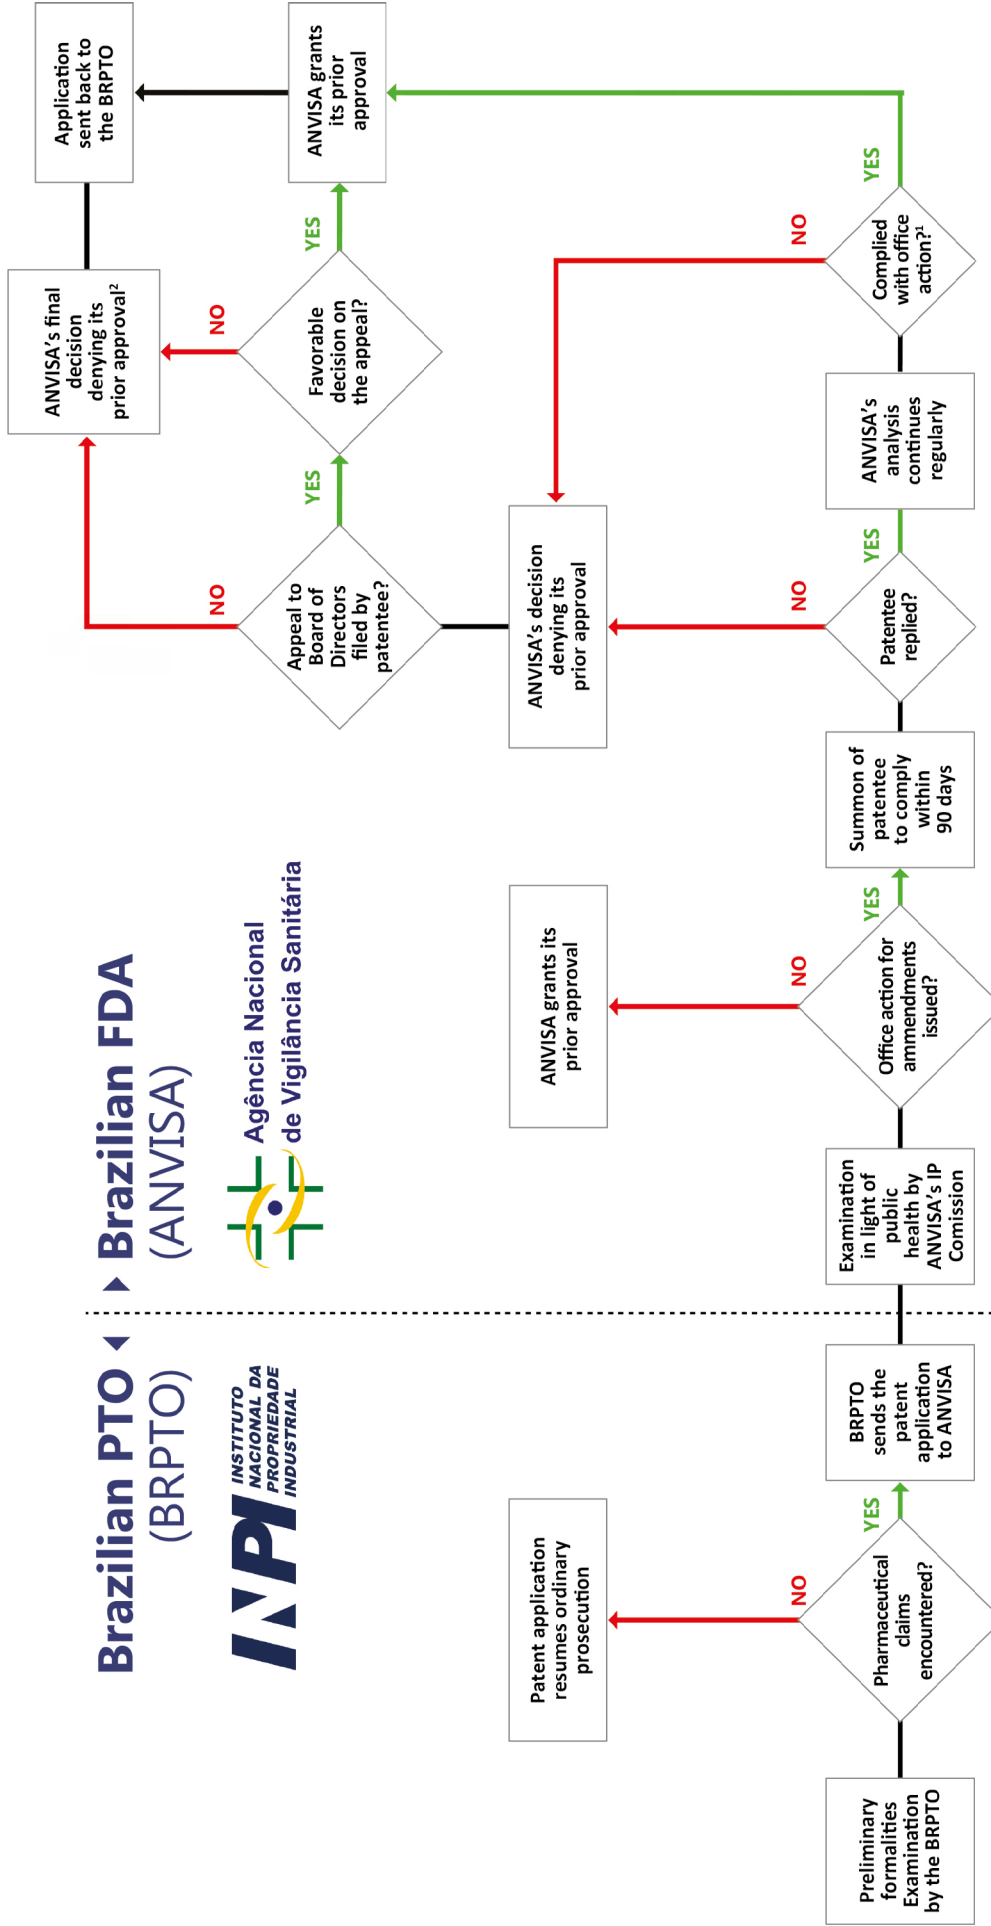 Brazilian PTO
(BRPTO)
Brazilian FDA
(ANVISA)
INPI
INSTITUTO
NACIONAL DA
PROPRIEDADE
INDUSTRIAL
Agência Nacional
de Vigilância Sanitária
Preliminary
formalities
Examination
by the BRPTO
Pharmaceutical
claims
encountered?
NO
Patent application
resumes ordinary
prosecution
YES
BRPTO
sends the
patent
application
to ANVISA
Examination
in light of
public
health by
ANVISA's IP
Comission
Office action for
ammendments
issued?
NO
ANVISA grants its
prior approval
YES
Summon of
patentee
to comply
within
90 days
Patentee
replied?
NO
ANVISA's decision
denying its
prior approval
YES
ANVISA's
analysis
continues
regularly
Complied
with office
action?¹
NO
YES
Appeal to
Board of
Directors
filed by
patentee?
NO
YES
Favorable
decision on
the appeal?
NO
YES
ANVISA's final
decision
denying its
prior approval²
ANVISA grants
its prior
approval
Application
sent back to
the BRPTO